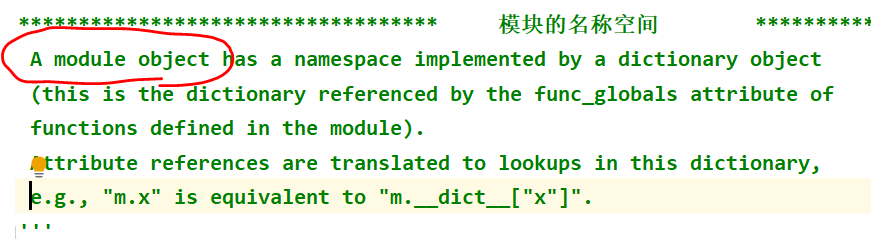 *********************************** 模块的名称空间 **********
A module object has a namespace implemented by a dictionary object
(this is the dictionary referenced by the func_globals attribute of
functions defined in the module).
Attribute references are translated to lookups in this dictionary,
e.g., "m.x" is equivalent to "m.__dict__["x"]".
'''